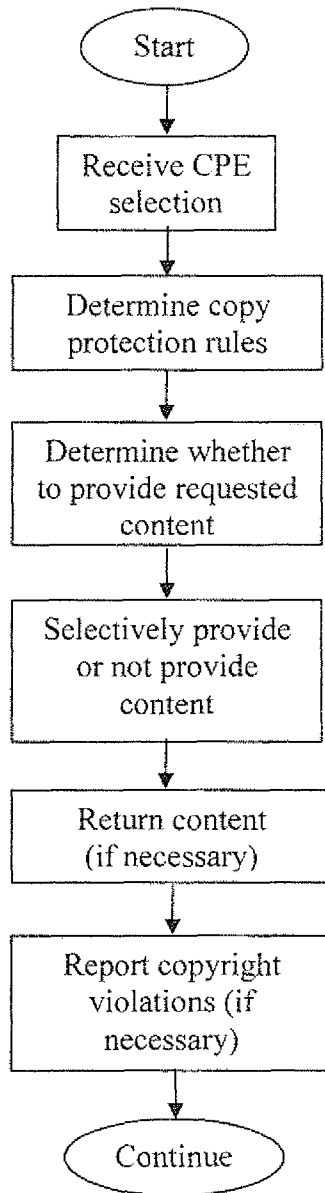 Start
Receive CPE
selection
Determine copy
protection rules
Determine whether
to provide requested
content
Selectively provide
or not provide
content
Return content
(if necessary)
Report copyright
violations (if
necessary)
Continue